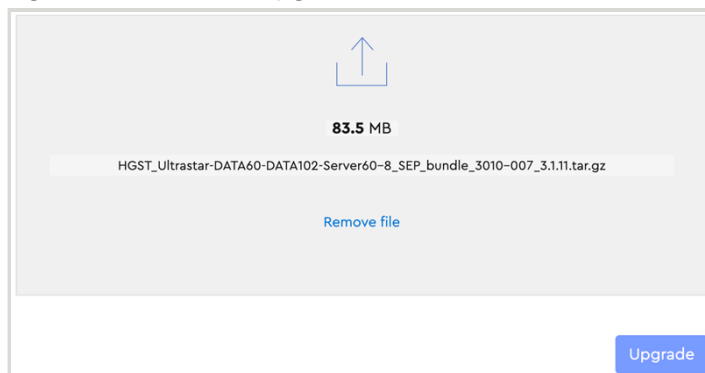 83.5 MB
HGST_Ultrastar-DATA60-DATA102-Server60-8_SEP_bundle_3010-007_3.1.11.tar.gz
Remove file
Upgrade